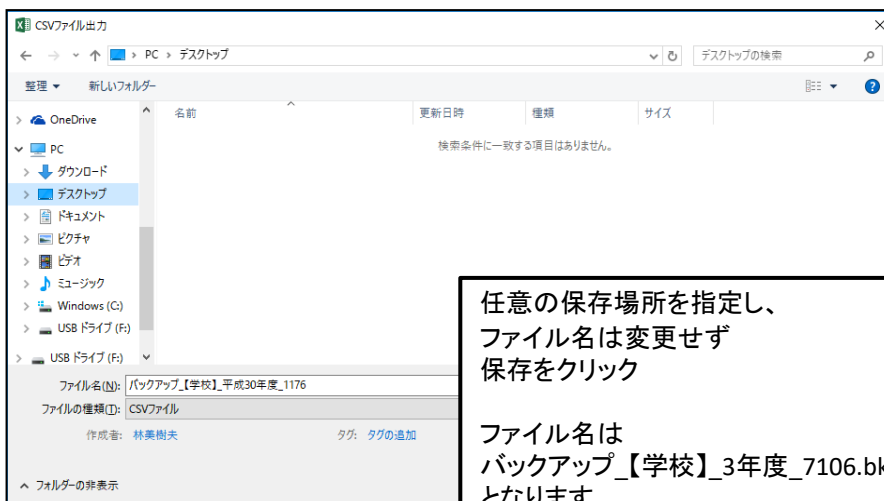 CSVファイル出力
PC › デスクトップ
デスクトップの検索
整理 ▼ 新しいフォルダー
名前 更新日時 種類 サイズ
検索条件に一致する項目はありません。
OneDrive
PC
ダウンロード
デスクトップ
ドキュメント
ピクチャ
ビデオ
ミュージック
Windows (C:)
USB ドライブ (F:)
USB ドライブ (F:)
ファイル名(N): バックアップ_【学校】_平成30年度_1176
ファイルの種類(T): CSVファイル
作成者: 林美樹夫 タグ: タグの追加
フォルダーの非表示
任意の保存場所を指定し、
ファイル名は変更せず
保存をクリック
ファイル名は
バックアップ_【学校】_3年度_7106.bk
となります